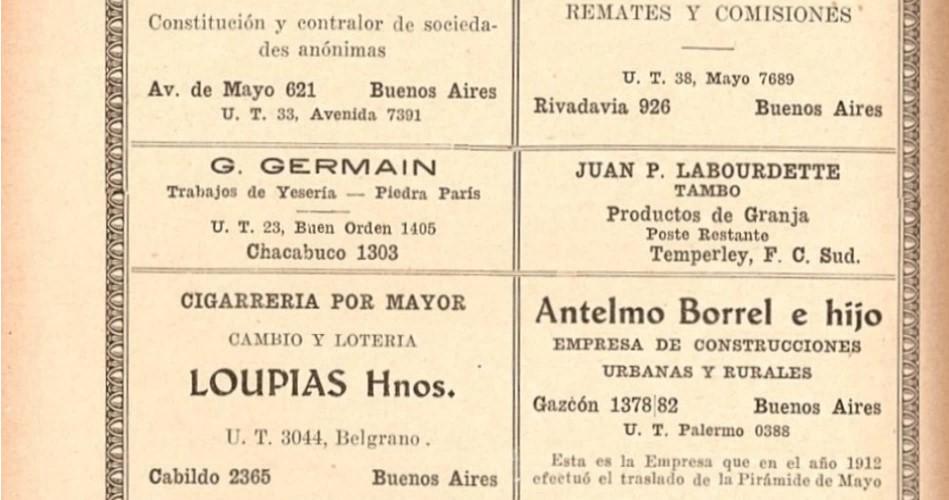 Constitución y contralor de socieda-
des anónimas
Av. de Mayo 621 Buenos Aires
U. T. 33, Avenida 7391
REMATES Y COMISIONES
U. T. 38, Mayo 7689
Rivadavia 926 Buenos Aires
G. GERMAIN
Trabajos de Yesería — Piedra París
U. T. 23, Buen Orden 1405
Chacabuco 1303
JUAN P. LABOURDETTE
TAMBO
Productos de Granja
Poste Restante
Temperley, F. C. Sud.
CIGARRERIA POR MAYOR
CAMBIO Y LOTERIA
LOUPIAS Hnos.
U. T. 3044, Belgrano.
Cabildo 2365 Buenos Aires
Antelmo Borrel e hijo
EMPRESA DE CONSTRUCCIONES
URBANAS Y RURALES
Gazcón 1378|82 Buenos Aires
U. T. Palermo 0388
Esta es la Empresa que en el año 1912
efectuó el traslado de la Pirámide de Mayo